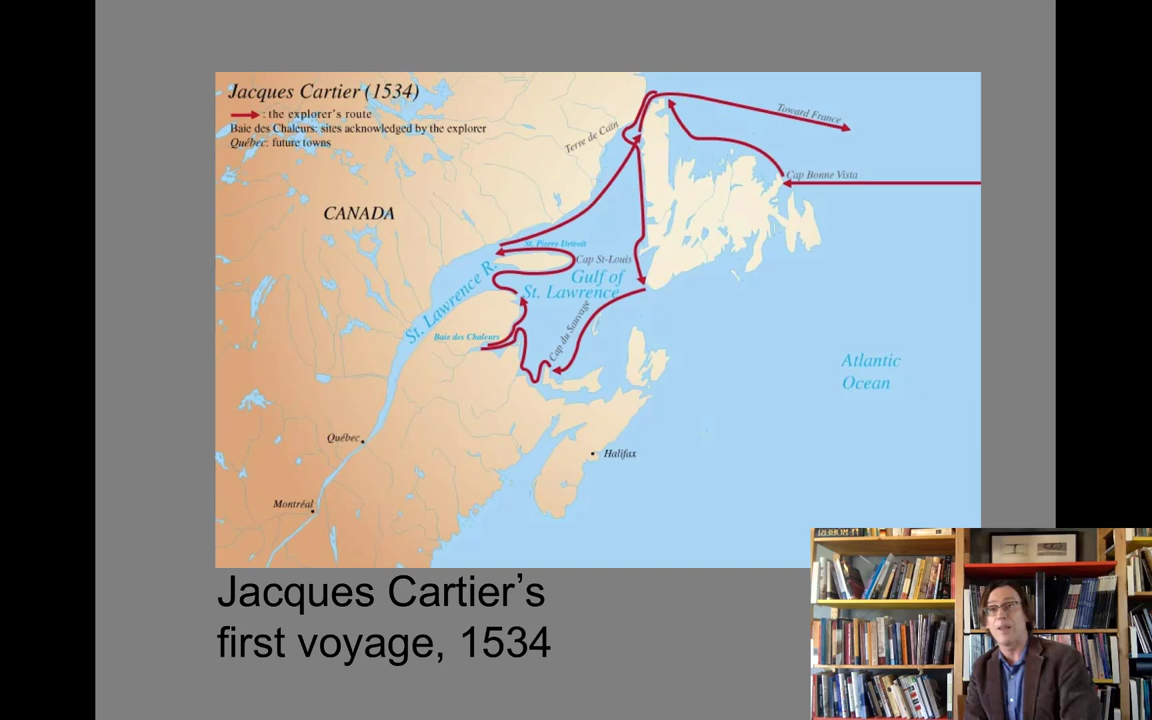 Jacques Cartier (1534)
: the explorer's route
Baie des Chaleurs: sites acknowledged by the explorer
Québec: future towns
Toward France
Terre de Caïn
Cap Bonne Vista
CANADA
St. Pierre Detroit
Cap St-Louis
Gulf of
St. Lawrence
St. Lawrence R.
Baie des Chaleurs
Cap du Sauvage
Atlantic
Ocean
Québec
Halifax
Montréal
Jacques Cartier’s
first voyage, 1534